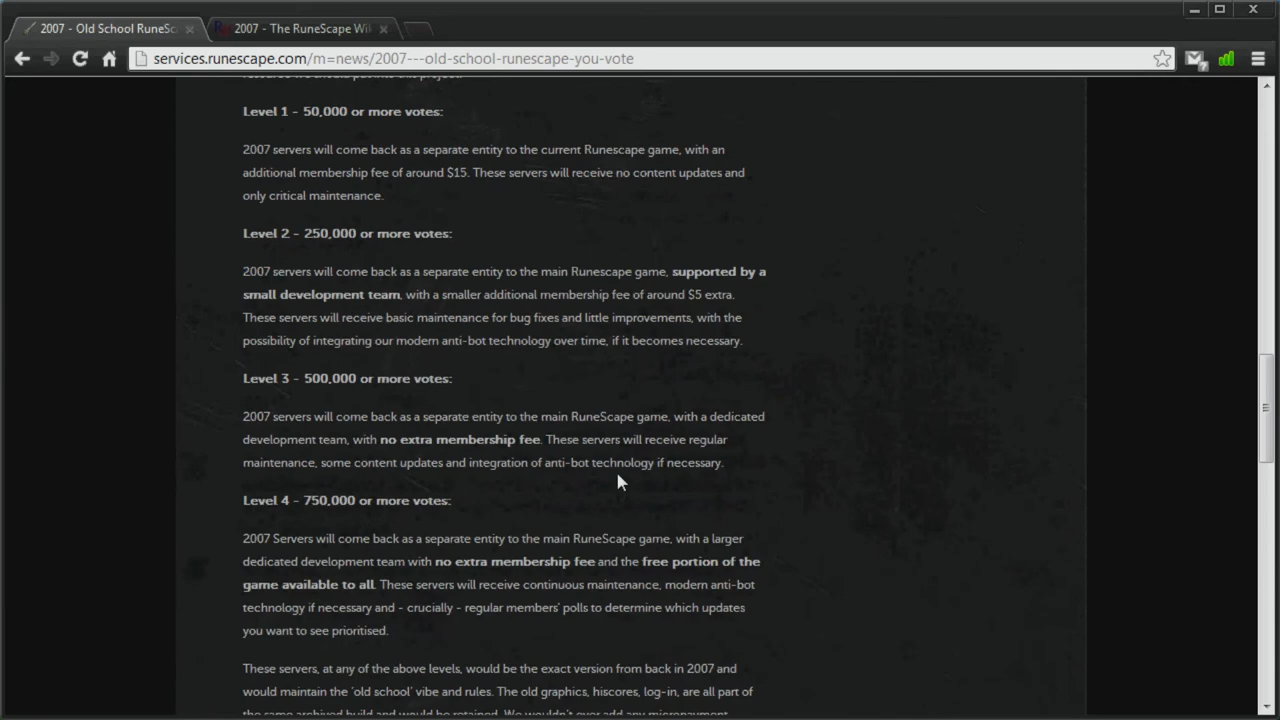 2007 - Old School RuneSc
2007 - The RuneScape Wi
services.runescape.com/m=news/2007---old-school-runescape-you-vote
Level 1 - 50,000 or more votes:
2007 servers will come back as a separate entity to the current Runescape game, with an
additional membership fee of around $15. These servers will receive no content updates and
only critical maintenance.
Level 2 - 250,000 or more votes:
2007 servers will come back as a separate entity to the main Runescape game, supported by a
small development team, with a smaller additional membership fee of around $5 extra.
These servers will receive basic maintenance for bug fixes and little improvements, with the
possibility of integrating our modern anti-bot technology over time, if it becomes necessary.
Level 3 - 500,000 or more votes:
2007 servers will come back as a separate entity to the main RuneScape game, with a dedicated
development team, with no extra membership fee. These servers will receive regular
maintenance, some content updates and integration of anti-bot technology if necessary.
Level 4 - 750,000 or more votes:
2007 Servers will come back as a separate entity to the main RuneScape game, with a larger
dedicated development team with no extra membership fee and the free portion of the
game available to all. These servers will receive continuous maintenance, modern anti-bot
technology if necessary and - crucially - regular members' polls to determine which updates
you want to see prioritised.
These servers, at any of the above levels, would be the exact version from back in 2007 and
would maintain the 'old school' vibe and rules. The old graphics, hiscores, log-in, are all part of
the same archived build and would be retained. We wouldn't ever add any micropayment